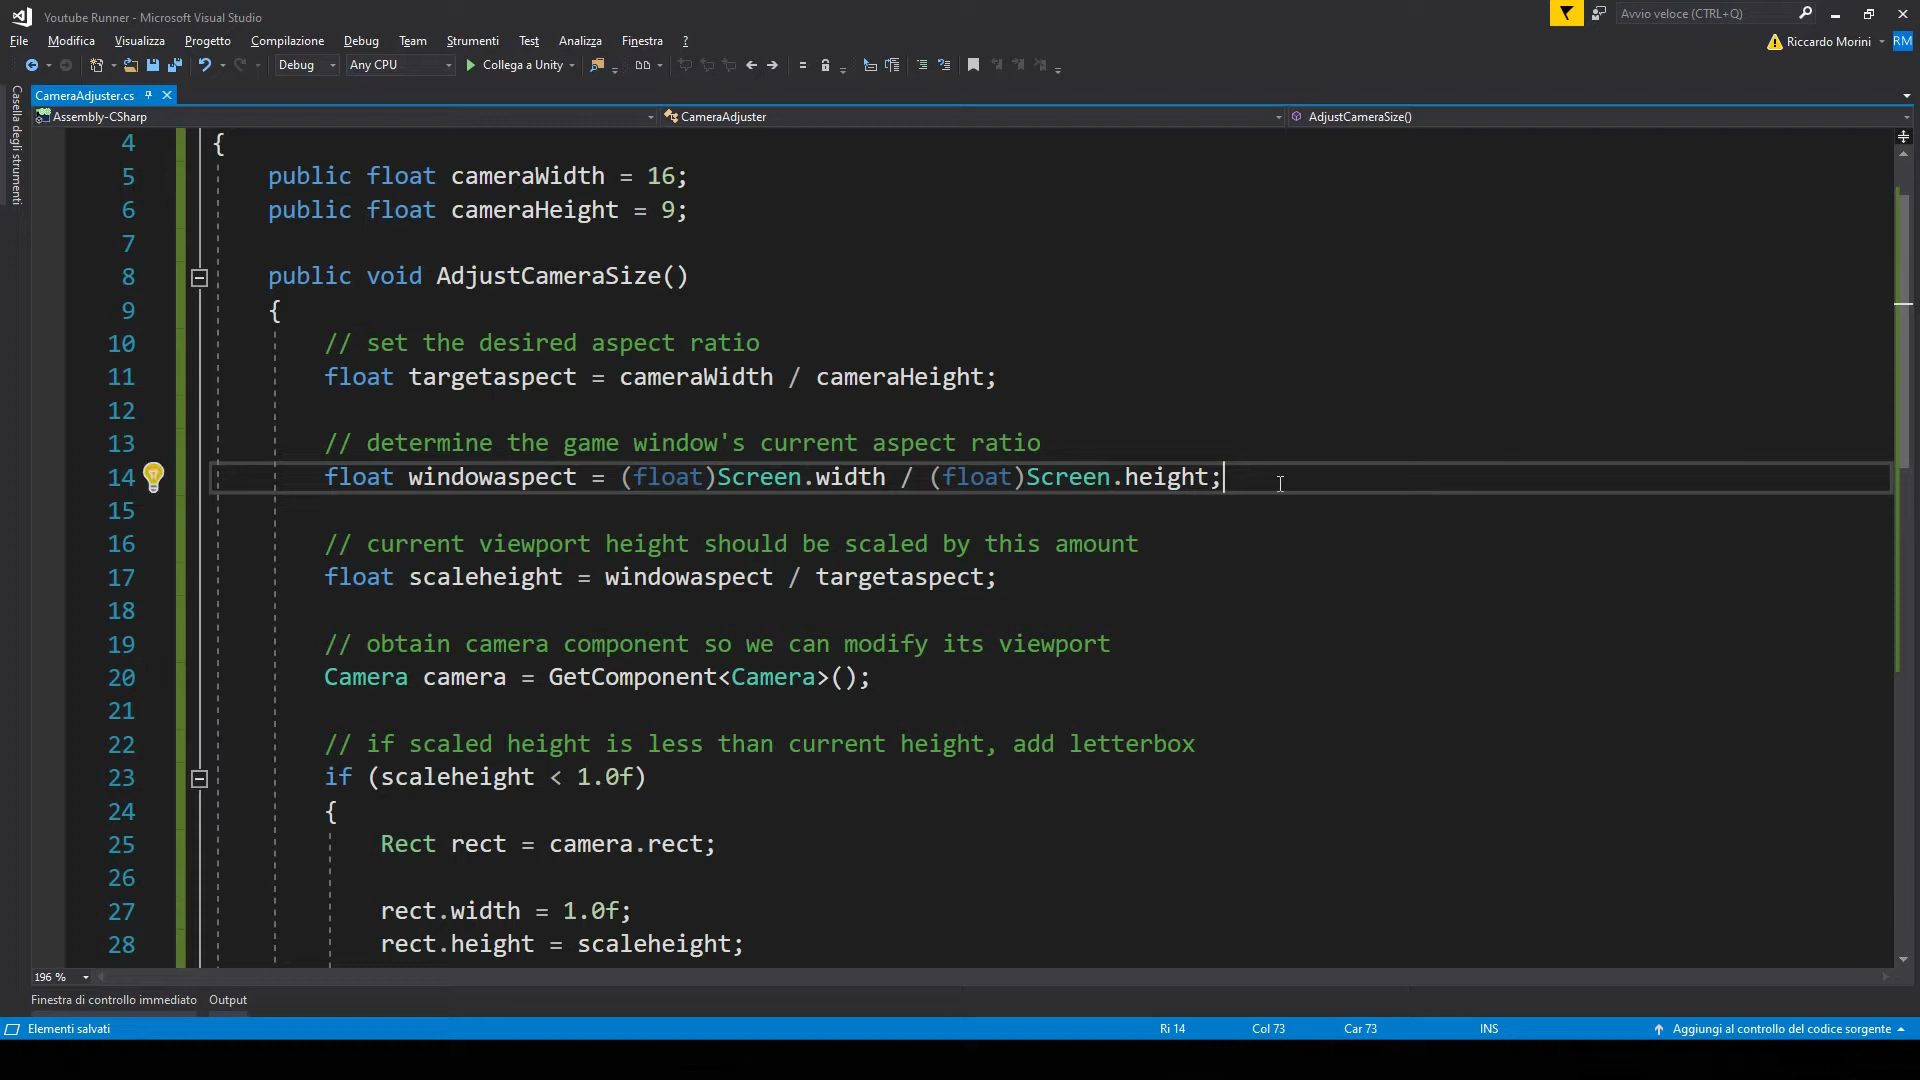 Youtube Runner - Microsoft Visual Studio
Avvio veloce (CTRL+Q)
File Modifica Visualizza Progetto Compilazione Debug Team Strumenti Test Analizza Finestra ?
Riccardo Morini RM
Debug Any CPU Collega a Unity
CameraAdjuster.cs
Casella degli strumenti
Assembly-CSharp CameraAdjuster AdjustCameraSize()
4 {
5 public float cameraWidth = 16;
6 public float cameraHeight = 9;
7
8 public void AdjustCameraSize()
9 {
10 // set the desired aspect ratio
11 float targetaspect = cameraWidth / cameraHeight;
12
13 // determine the game window's current aspect ratio
14 float windowaspect = (float)Screen.width / (float)Screen.height;
15
16 // current viewport height should be scaled by this amount
17 float scaleheight = windowaspect / targetaspect;
18
19 // obtain camera component so we can modify its viewport
20 Camera camera = GetComponent<Camera>();
21
22 // if scaled height is less than current height, add letterbox
23 if (scaleheight < 1.0f)
24 {
25 Rect rect = camera.rect;
26
27 rect.width = 1.0f;
28 rect.height = scaleheight;
196 %
Finestra di controllo immediato Output
Elementi salvati Ri 14 Col 73 Car 73 INS Aggiungi al controllo del codice sorgente